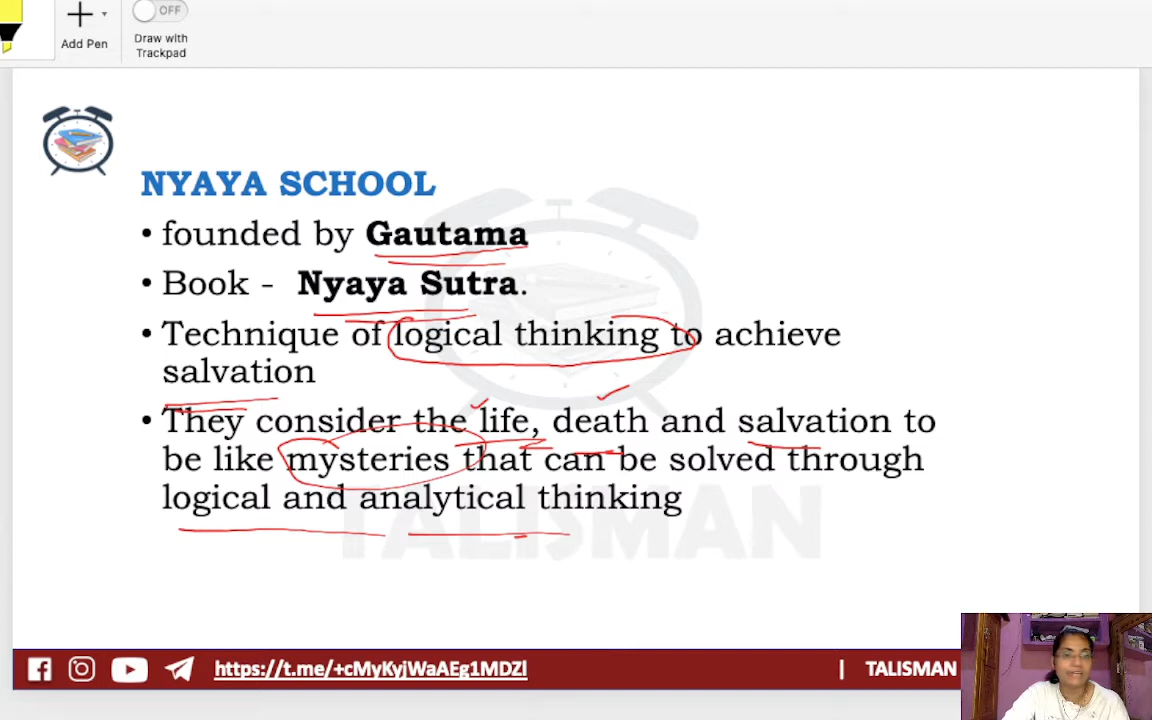 OFF
Add Pen
Draw with
Trackpad
NYAYA SCHOOL
• founded by Gautama
• Book - Nyaya Sutra.
• Technique of logical thinking to achieve
salvation
• They consider the life, death and salvation to
be like mysteries that can be solved through
logical and analytical thinking
TALISMAN
https://t.me/+cMyKyjWaAEg1MDZl
| TALISMAN